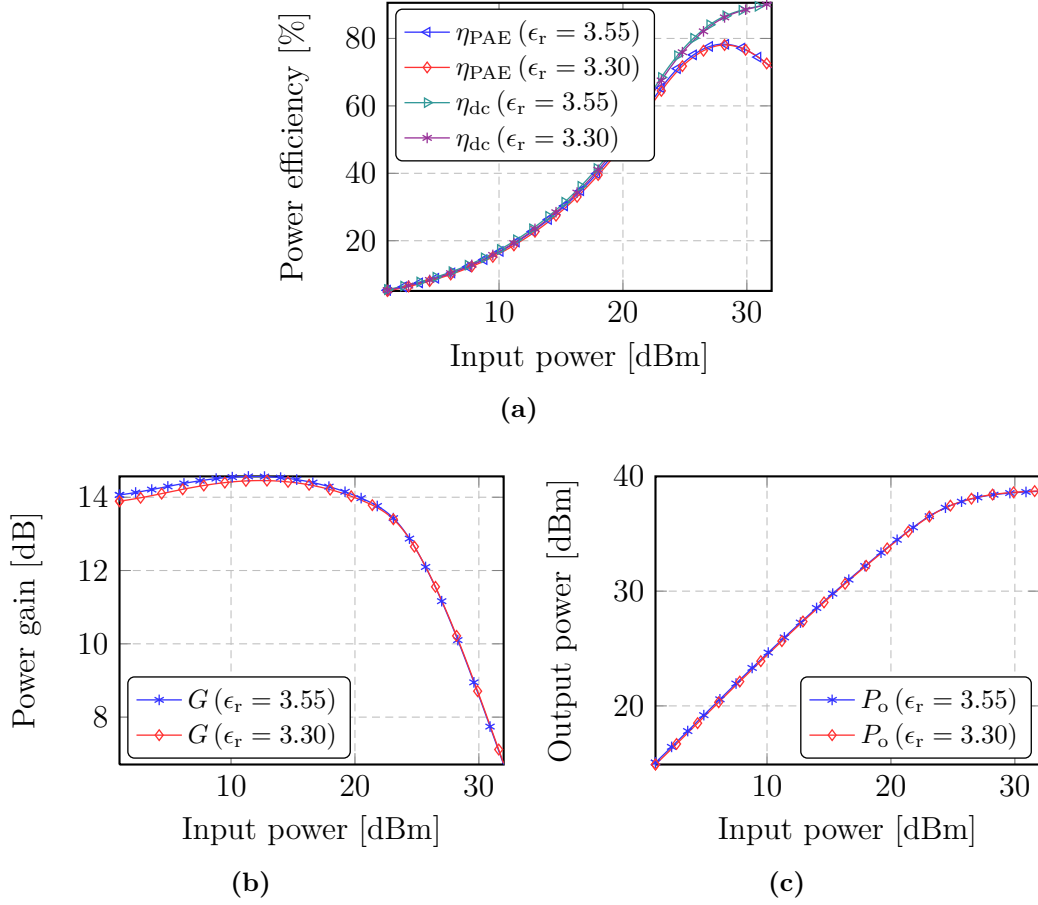 Power efficiency [%]
80
60
40
20
η_PAE (ϵ_r = 3.55)
η_PAE (ϵ_r = 3.30)
η_dc (ϵ_r = 3.55)
η_dc (ϵ_r = 3.30)
10 20 30
Input power [dBm]
(a)
Power gain [dB]
14
12
10
8
G (ϵ_r = 3.55)
G (ϵ_r = 3.30)
10 20 30
Input power [dBm]
(b)
Output power [dBm]
40
30
20
P_o (ϵ_r = 3.55)
P_o (ϵ_r = 3.30)
10 20 30
Input power [dBm]
(c)